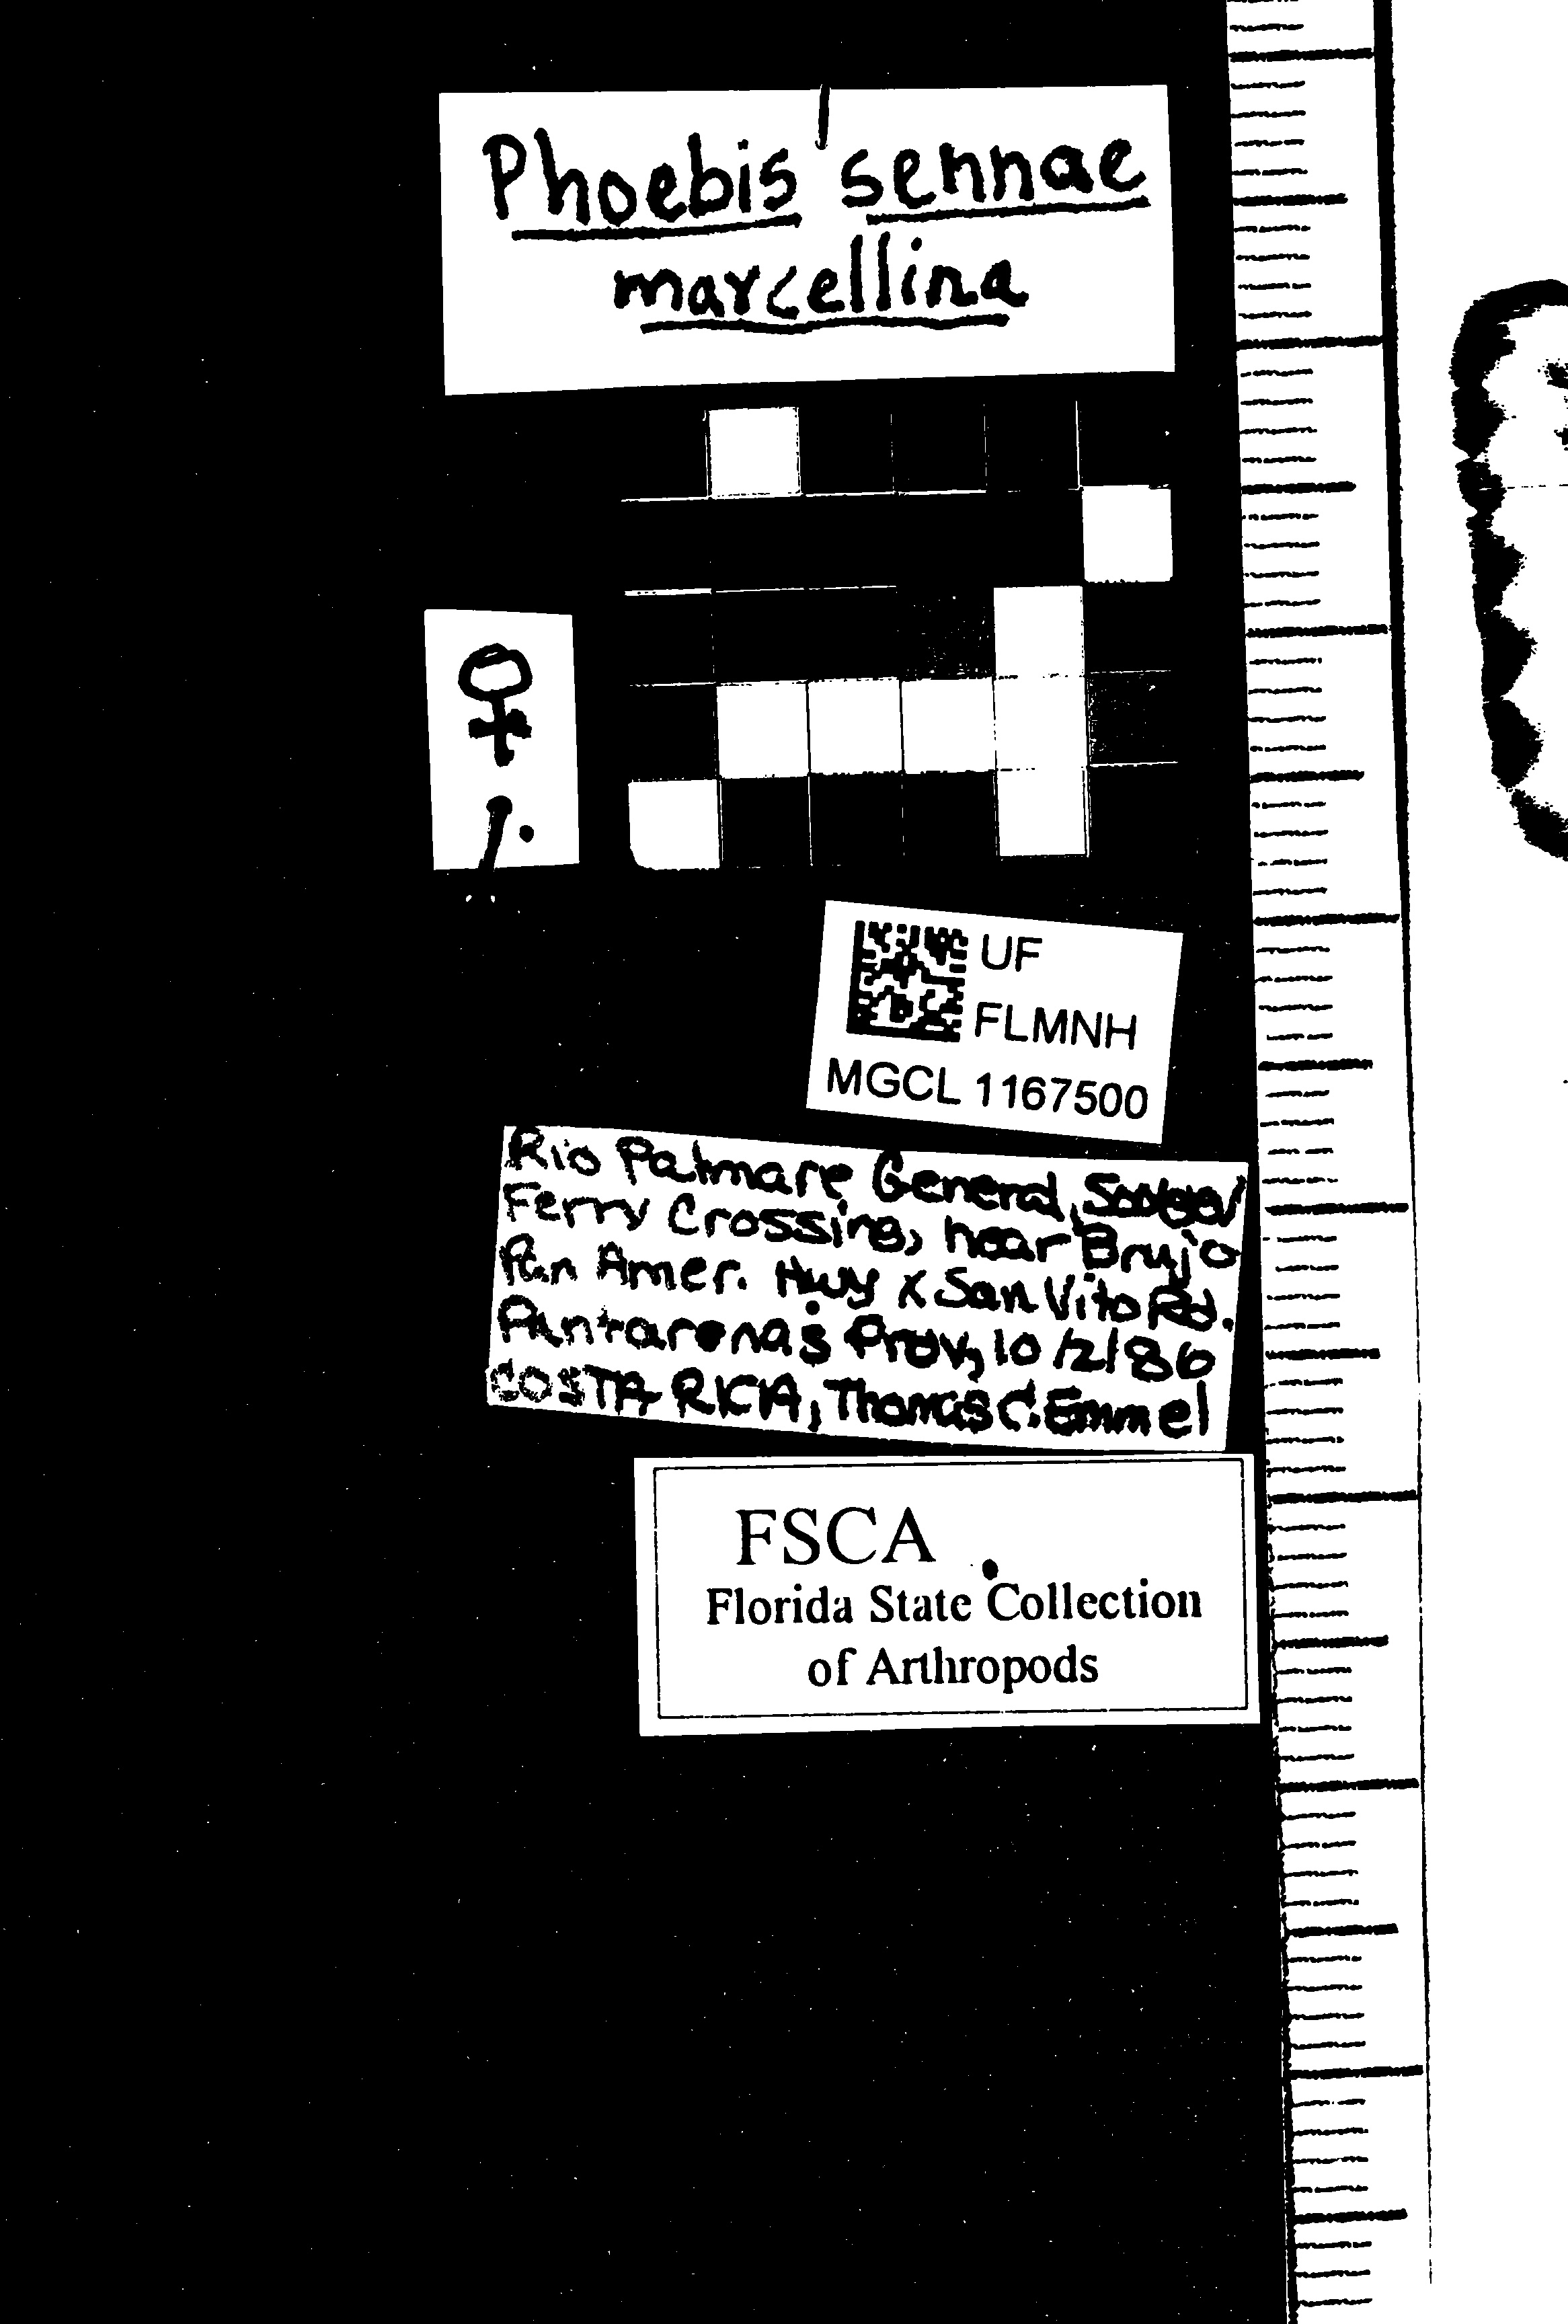 Phoebis sennae
marcellina
♀
UF
FLMNH
MGCL 1167500
Rio Palmare General,
Ferry Crossing, near Brujo
Pan Amer. Hwy x San Vito Rd.
Puntarenas Prov, 10/2/86
COSTA RICA, Thomas C. Emmel
FSCA
Florida State Collection
of Arthropods